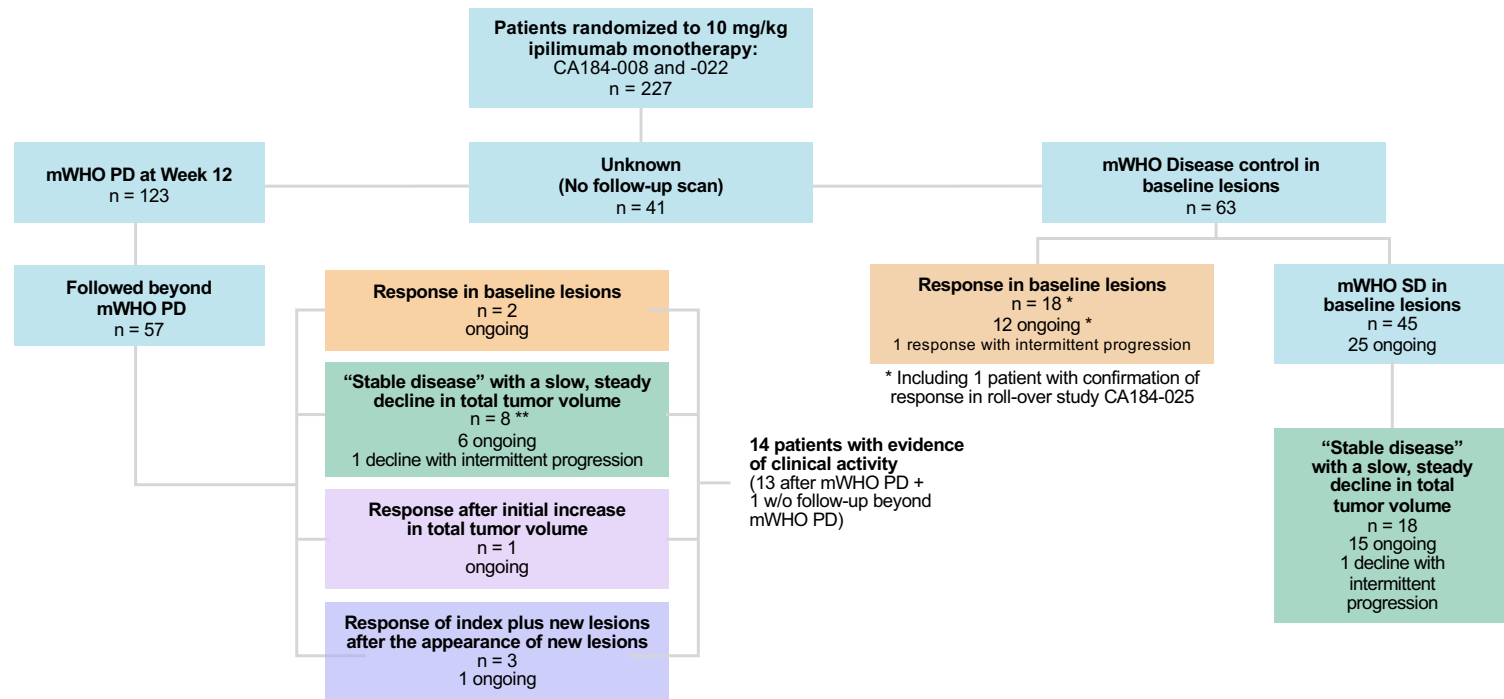 Patients randomized to 10 mg/kg
ipilimumab monotherapy:
CA184-008 and -022
n = 227
mWHO PD at Week 12
n = 123
Unknown
(No follow-up scan)
n = 41
mWHO Disease control in
baseline lesions
n = 63
Followed beyond
mWHO PD
n = 57
Response in baseline lesions
n = 2
ongoing
“Stable disease” with a slow, steady
decline in total tumor volume
n = 8 **
6 ongoing
1 decline with intermittent progression
Response after initial increase
in total tumor volume
n = 1
ongoing
Response of index plus new lesions
after the appearance of new lesions
n = 3
1 ongoing
14 patients with evidence
of clinical activity
(13 after mWHO PD +
1 w/o follow-up beyond
mWHO PD)
Response in baseline lesions
n = 18 *
12 ongoing *
1 response with intermittent progression
* Including 1 patient with confirmation of
response in roll-over study CA184-025
mWHO SD in
baseline lesions
n = 45
25 ongoing
“Stable disease”
with a slow, steady
decline in total
tumor volume
n = 18
15 ongoing
1 decline with
intermittent
progression